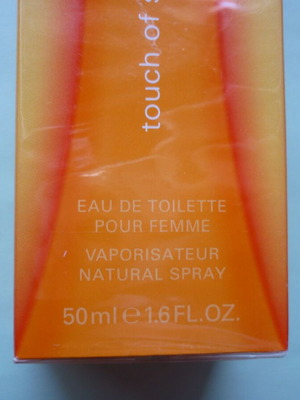 touch of
EAU DE TOILETTE
POUR FEMME
VAPORISATEUR
NATURAL SPRAY
50ml ℮ 1.6 FL.OZ.